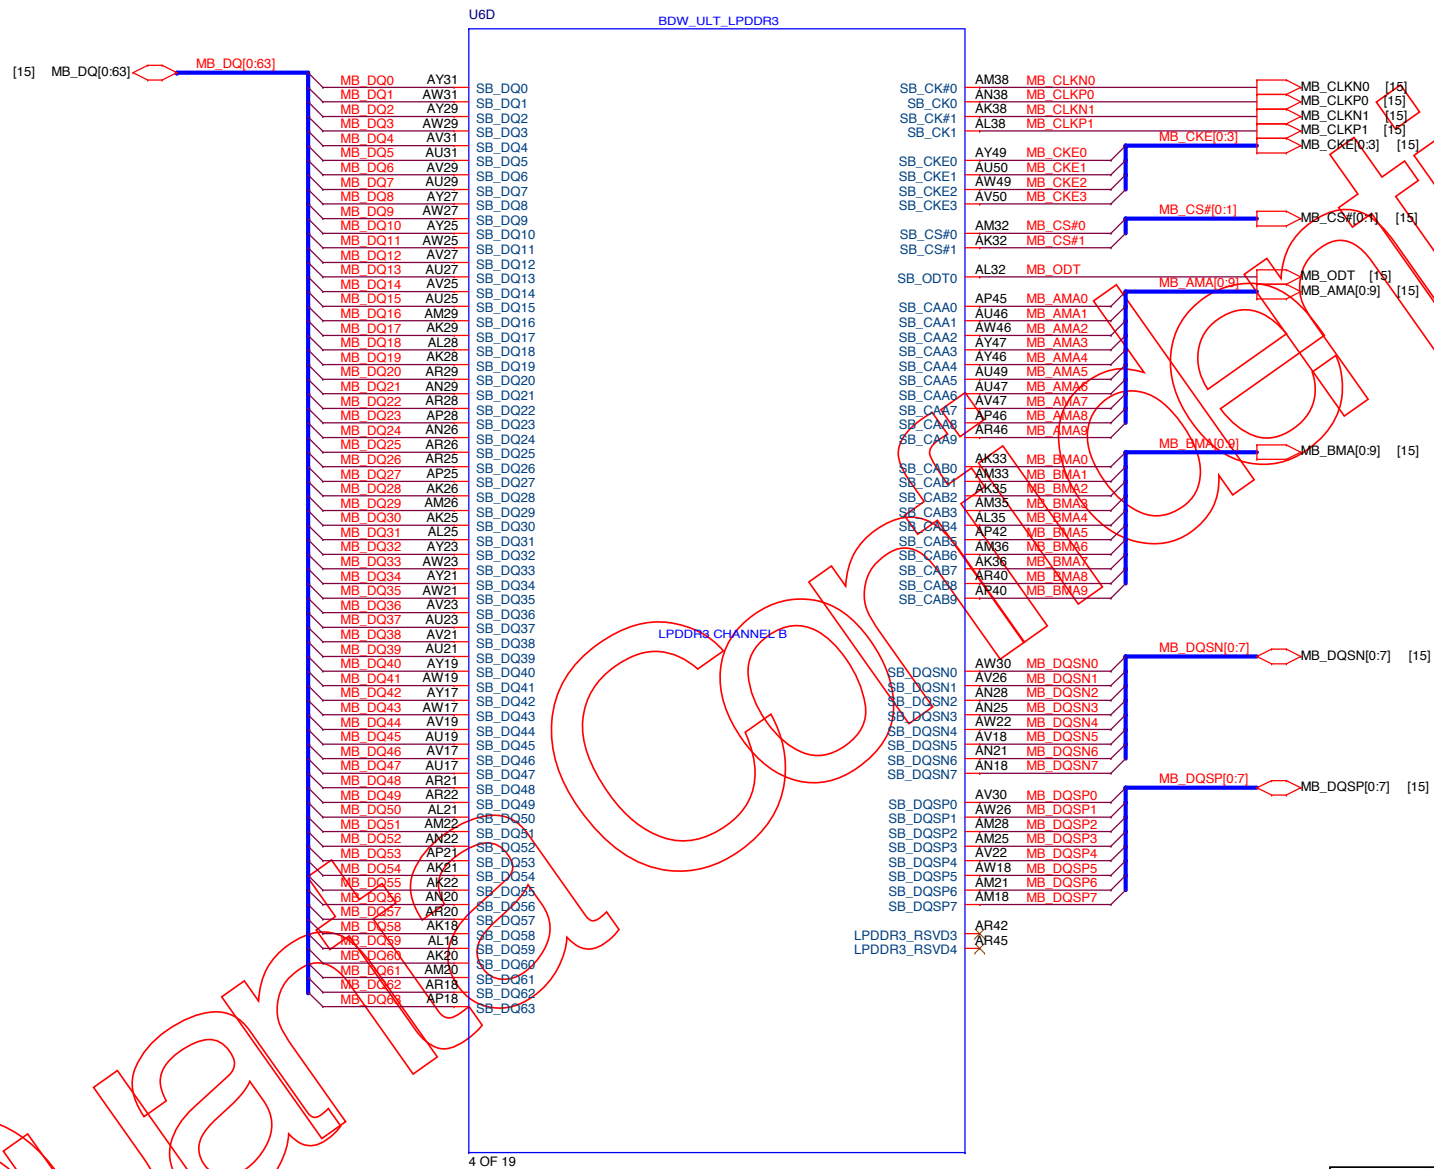 U6D
BDW_ULT_LPDDR3
[15] MB_DQ[0:63] MB_DQ[0:63]
MB_DQ0 AY31 SB_DQ0
MB_DQ1 AW31 SB_DQ1
MB_DQ2 AY29 SB_DQ2
MB_DQ3 AW29 SB_DQ3
MB_DQ4 AV31 SB_DQ4
MB_DQ5 AU31 SB_DQ5
MB_DQ6 AV29 SB_DQ6
MB_DQ7 AU29 SB_DQ7
MB_DQ8 AY27 SB_DQ8
MB_DQ9 AW27 SB_DQ9
MB_DQ10 AY25 SB_DQ10
MB_DQ11 AW25 SB_DQ11
MB_DQ12 AV27 SB_DQ12
MB_DQ13 AU27 SB_DQ13
MB_DQ14 AV25 SB_DQ14
MB_DQ15 AU25 SB_DQ15
MB_DQ16 AM29 SB_DQ16
MB_DQ17 AK29 SB_DQ17
MB_DQ18 AL28 SB_DQ18
MB_DQ19 AK28 SB_DQ19
MB_DQ20 AR29 SB_DQ20
MB_DQ21 AN29 SB_DQ21
MB_DQ22 AR28 SB_DQ22
MB_DQ23 AP28 SB_DQ23
MB_DQ24 AN26 SB_DQ24
MB_DQ25 AR26 SB_DQ25
MB_DQ26 AR25 SB_DQ26
MB_DQ27 AP25 SB_DQ27
MB_DQ28 AK26 SB_DQ28
MB_DQ29 AM26 SB_DQ29
MB_DQ30 AK25 SB_DQ30
MB_DQ31 AL25 SB_DQ31
MB_DQ32 AY23 SB_DQ32
MB_DQ33 AW23 SB_DQ33
MB_DQ34 AY21 SB_DQ34
MB_DQ35 AW21 SB_DQ35
MB_DQ36 AV23 SB_DQ36
MB_DQ37 AU23 SB_DQ37
MB_DQ38 AV21 SB_DQ38
MB_DQ39 AU21 SB_DQ39
MB_DQ40 AY19 SB_DQ40
MB_DQ41 AW19 SB_DQ41
MB_DQ42 AY17 SB_DQ42
MB_DQ43 AW17 SB_DQ43
MB_DQ44 AV19 SB_DQ44
MB_DQ45 AU19 SB_DQ45
MB_DQ46 AV17 SB_DQ46
MB_DQ47 AU17 SB_DQ47
MB_DQ48 AR21 SB_DQ48
MB_DQ49 AR22 SB_DQ49
MB_DQ50 AL21 SB_DQ50
MB_DQ51 AM22 SB_DQ51
MB_DQ52 AN22 SB_DQ52
MB_DQ53 AP21 SB_DQ53
MB_DQ54 AK21 SB_DQ54
MB_DQ55 AK22 SB_DQ55
MB_DQ56 AN20 SB_DQ56
MB_DQ57 AR20 SB_DQ57
MB_DQ58 AK18 SB_DQ58
MB_DQ59 AL18 SB_DQ59
MB_DQ60 AK20 SB_DQ60
MB_DQ61 AM20 SB_DQ61
MB_DQ62 AR18 SB_DQ62
MB_DQ63 AP18 SB_DQ63
LPDDR3 CHANNEL B
SB_CK#0 AM38 MB_CLKN0 MB_CLKN0 [15]
SB_CK0 AN38 MB_CLKP0 MB_CLKP0 [15]
SB_CK#1 AK38 MB_CLKN1 MB_CLKN1 [15]
SB_CK1 AL38 MB_CLKP1 MB_CLKP1 [15]
MB_CKE[0:3] MB_CKE[0:3] [15]
SB_CKE0 AY49 MB_CKE0
SB_CKE1 AU50 MB_CKE1
SB_CKE2 AW49 MB_CKE2
SB_CKE3 AV50 MB_CKE3
MB_CS#[0:1] MB_CS#[0:1] [15]
SB_CS#0 AM32 MB_CS#0
SB_CS#1 AK32 MB_CS#1
SB_ODT0 AL32 MB_ODT MB_ODT [15]
MB_AMA[0:9] MB_AMA[0:9] [15]
SB_CAA0 AP45 MB_AMA0
SB_CAA1 AU46 MB_AMA1
SB_CAA2 AW46 MB_AMA2
SB_CAA3 AY47 MB_AMA3
SB_CAA4 AY46 MB_AMA4
SB_CAA5 AU49 MB_AMA5
SB_CAA6 AU47 MB_AMA6
SB_CAA7 AV47 MB_AMA7
SB_CAA8 AP46 MB_AMA8
SB_CAA9 AR46 MB_AMA9
MB_BMA[0:9] MB_BMA[0:9] [15]
SB_CAB0 AK33 MB_BMA0
SB_CAB1 AM33 MB_BMA1
SB_CAB2 AK35 MB_BMA2
SB_CAB3 AM35 MB_BMA3
SB_CAB4 AL35 MB_BMA4
SB_CAB5 AP42 MB_BMA5
SB_CAB6 AM36 MB_BMA6
SB_CAB7 AK36 MB_BMA7
SB_CAB8 AR40 MB_BMA8
SB_CAB9 AP40 MB_BMA9
MB_DQSN[0:7] MB_DQSN[0:7] [15]
SB_DQSN0 AW30 MB_DQSN0
SB_DQSN1 AV26 MB_DQSN1
SB_DQSN2 AN28 MB_DQSN2
SB_DQSN3 AN25 MB_DQSN3
SB_DQSN4 AW22 MB_DQSN4
SB_DQSN5 AV18 MB_DQSN5
SB_DQSN6 AN21 MB_DQSN6
SB_DQSN7 AN18 MB_DQSN7
MB_DQSP[0:7] MB_DQSP[0:7] [15]
SB_DQSP0 AV30 MB_DQSP0
SB_DQSP1 AW26 MB_DQSP1
SB_DQSP2 AM28 MB_DQSP2
SB_DQSP3 AM25 MB_DQSP3
SB_DQSP4 AV22 MB_DQSP4
SB_DQSP5 AW18 MB_DQSP5
SB_DQSP6 AM21 MB_DQSP6
SB_DQSP7 AM18 MB_DQSP7
LPDDR3_RSVD3 AR42
LPDDR3_RSVD4 AR45
4 OF 19